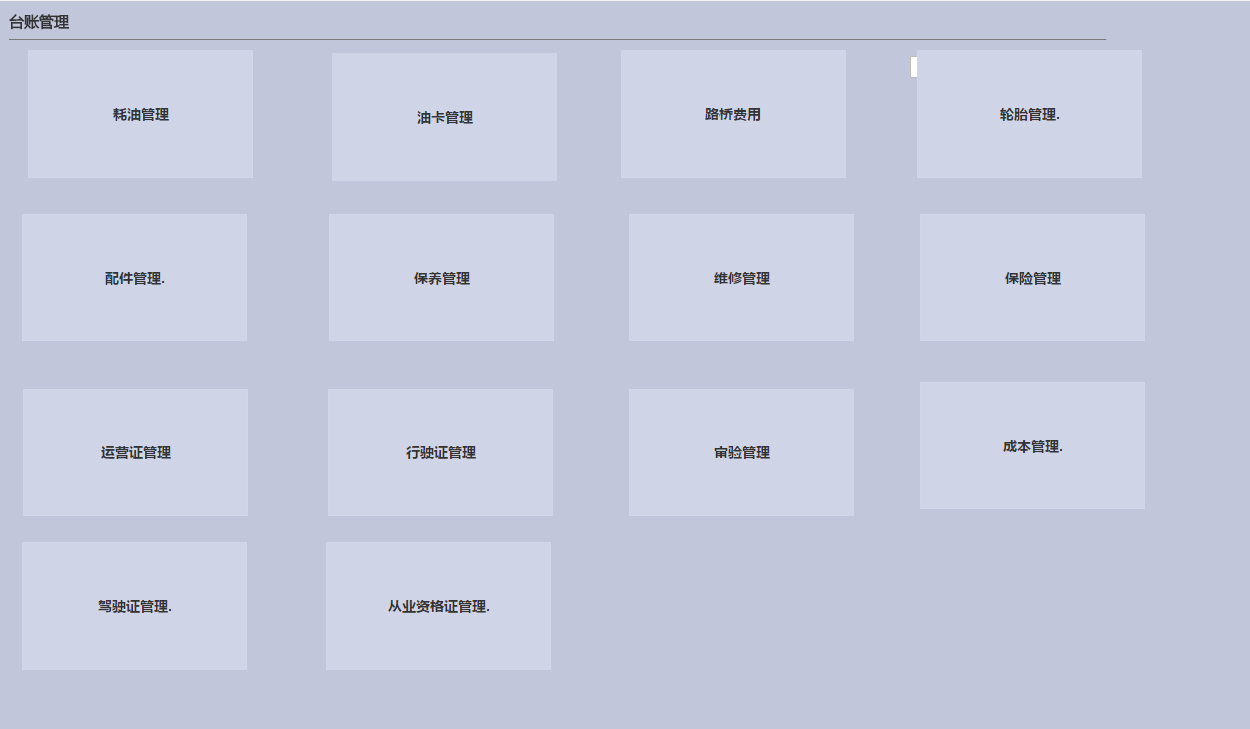 台账管理
耗油管理
油卡管理
路桥费用
轮胎管理.
配件管理.
保养管理
维修管理
保险管理
运营证管理
行驶证管理
审验管理
成本管理.
驾驶证管理.
从业资格证管理.